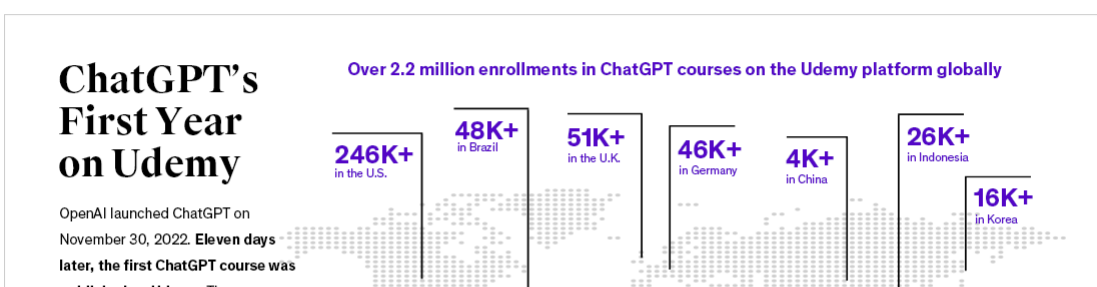 ChatGPT's
First Year
on Udemy
OpenAI launched ChatGPT on
November 30, 2022. Eleven days
later, the first ChatGPT course was
Over 2.2 million enrollments in ChatGPT courses on the Udemy platform globally
246K+
in the U.S.
48K+
in Brazil
51K+
in the U.K.
46K+
in Germany
4K+
in China
26K+
in Indonesia
16K+
in Korea